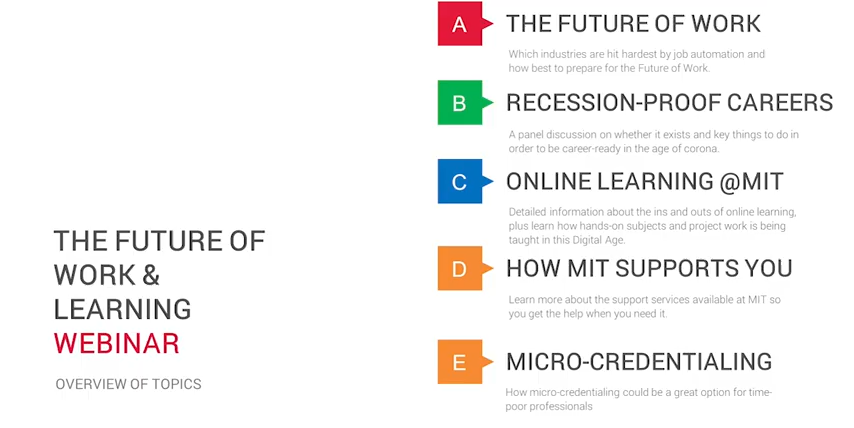 THE FUTURE OF
WORK &
LEARNING
WEBINAR
OVERVIEW OF TOPICS
A
THE FUTURE OF WORK
Which industries are hit hardest by job automation and
how best to prepare for the Future of Work.
B
RECESSION-PROOF CAREERS
A panel discussion on whether it exists and key things to do in
order to be career-ready in the age of corona.
C
ONLINE LEARNING @MIT
Detailed information about the ins and outs of online learning,
plus learn how hands-on subjects and project work is being
taught in this Digital Age.
D
HOW MIT SUPPORTS YOU
Learn more about the support services available at MIT so
you get the help when you need it.
E
MICRO-CREDENTIALING
How micro-credentialing could be a great option for time-
poor professionals